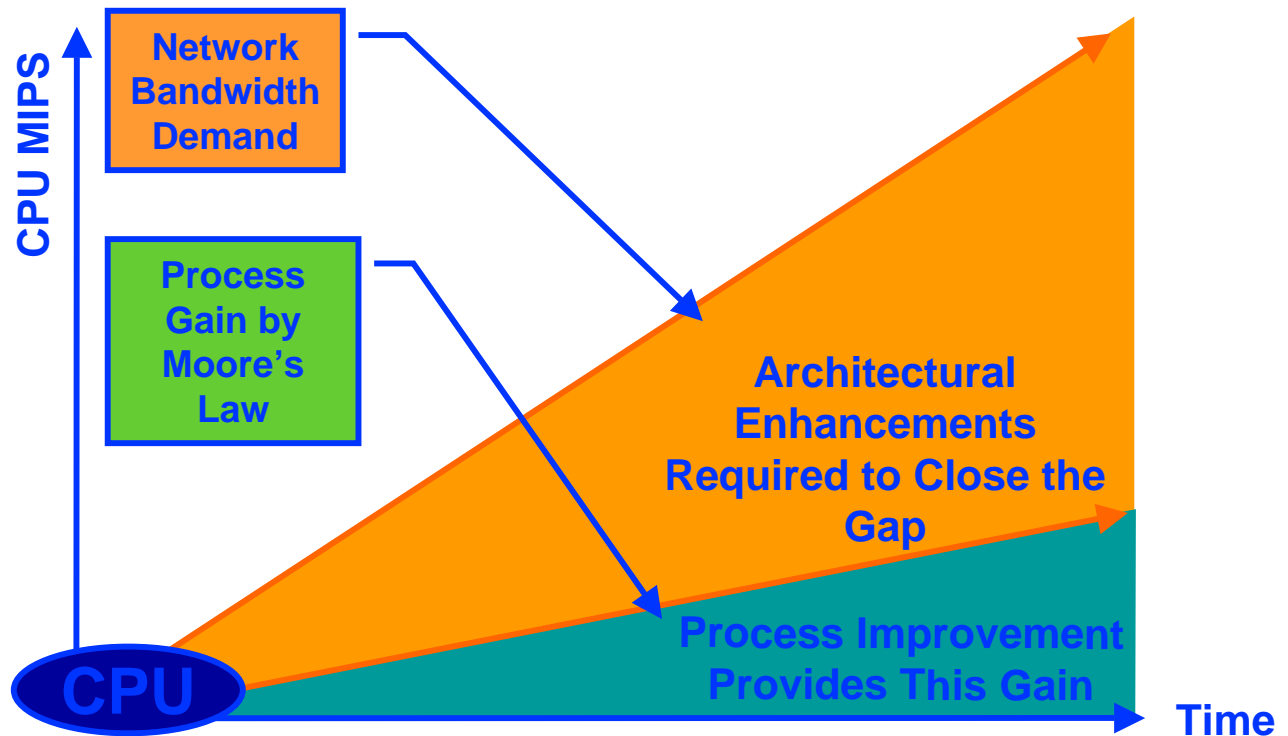 CPU MIPS
Network
Bandwidth
Demand
Process
Gain by
Moore’s
Law
Architectural
Enhancements
Required to Close the
Gap
Process Improvement
Provides This Gain
CPU
Time